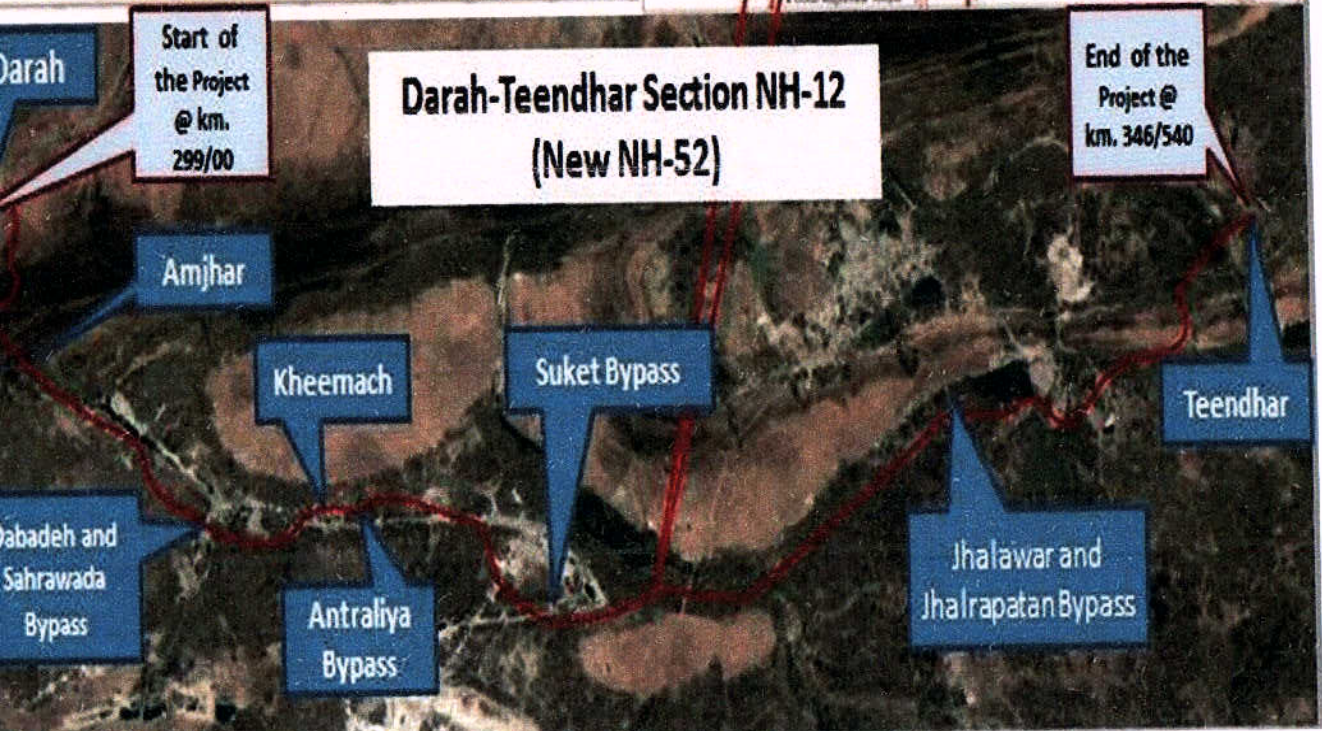 Darah
Start of
the Project
@ km.
299/00
Darah-Teendhar Section NH-12
(New NH-52)
End of the
Project @
km. 346/540
Amjhar
Kheemach
Suket Bypass
Teendhar
Dabadeh and
Sahrawada
Bypass
Antraliya
Bypass
Jhalawar and
Jhalrapatan Bypass